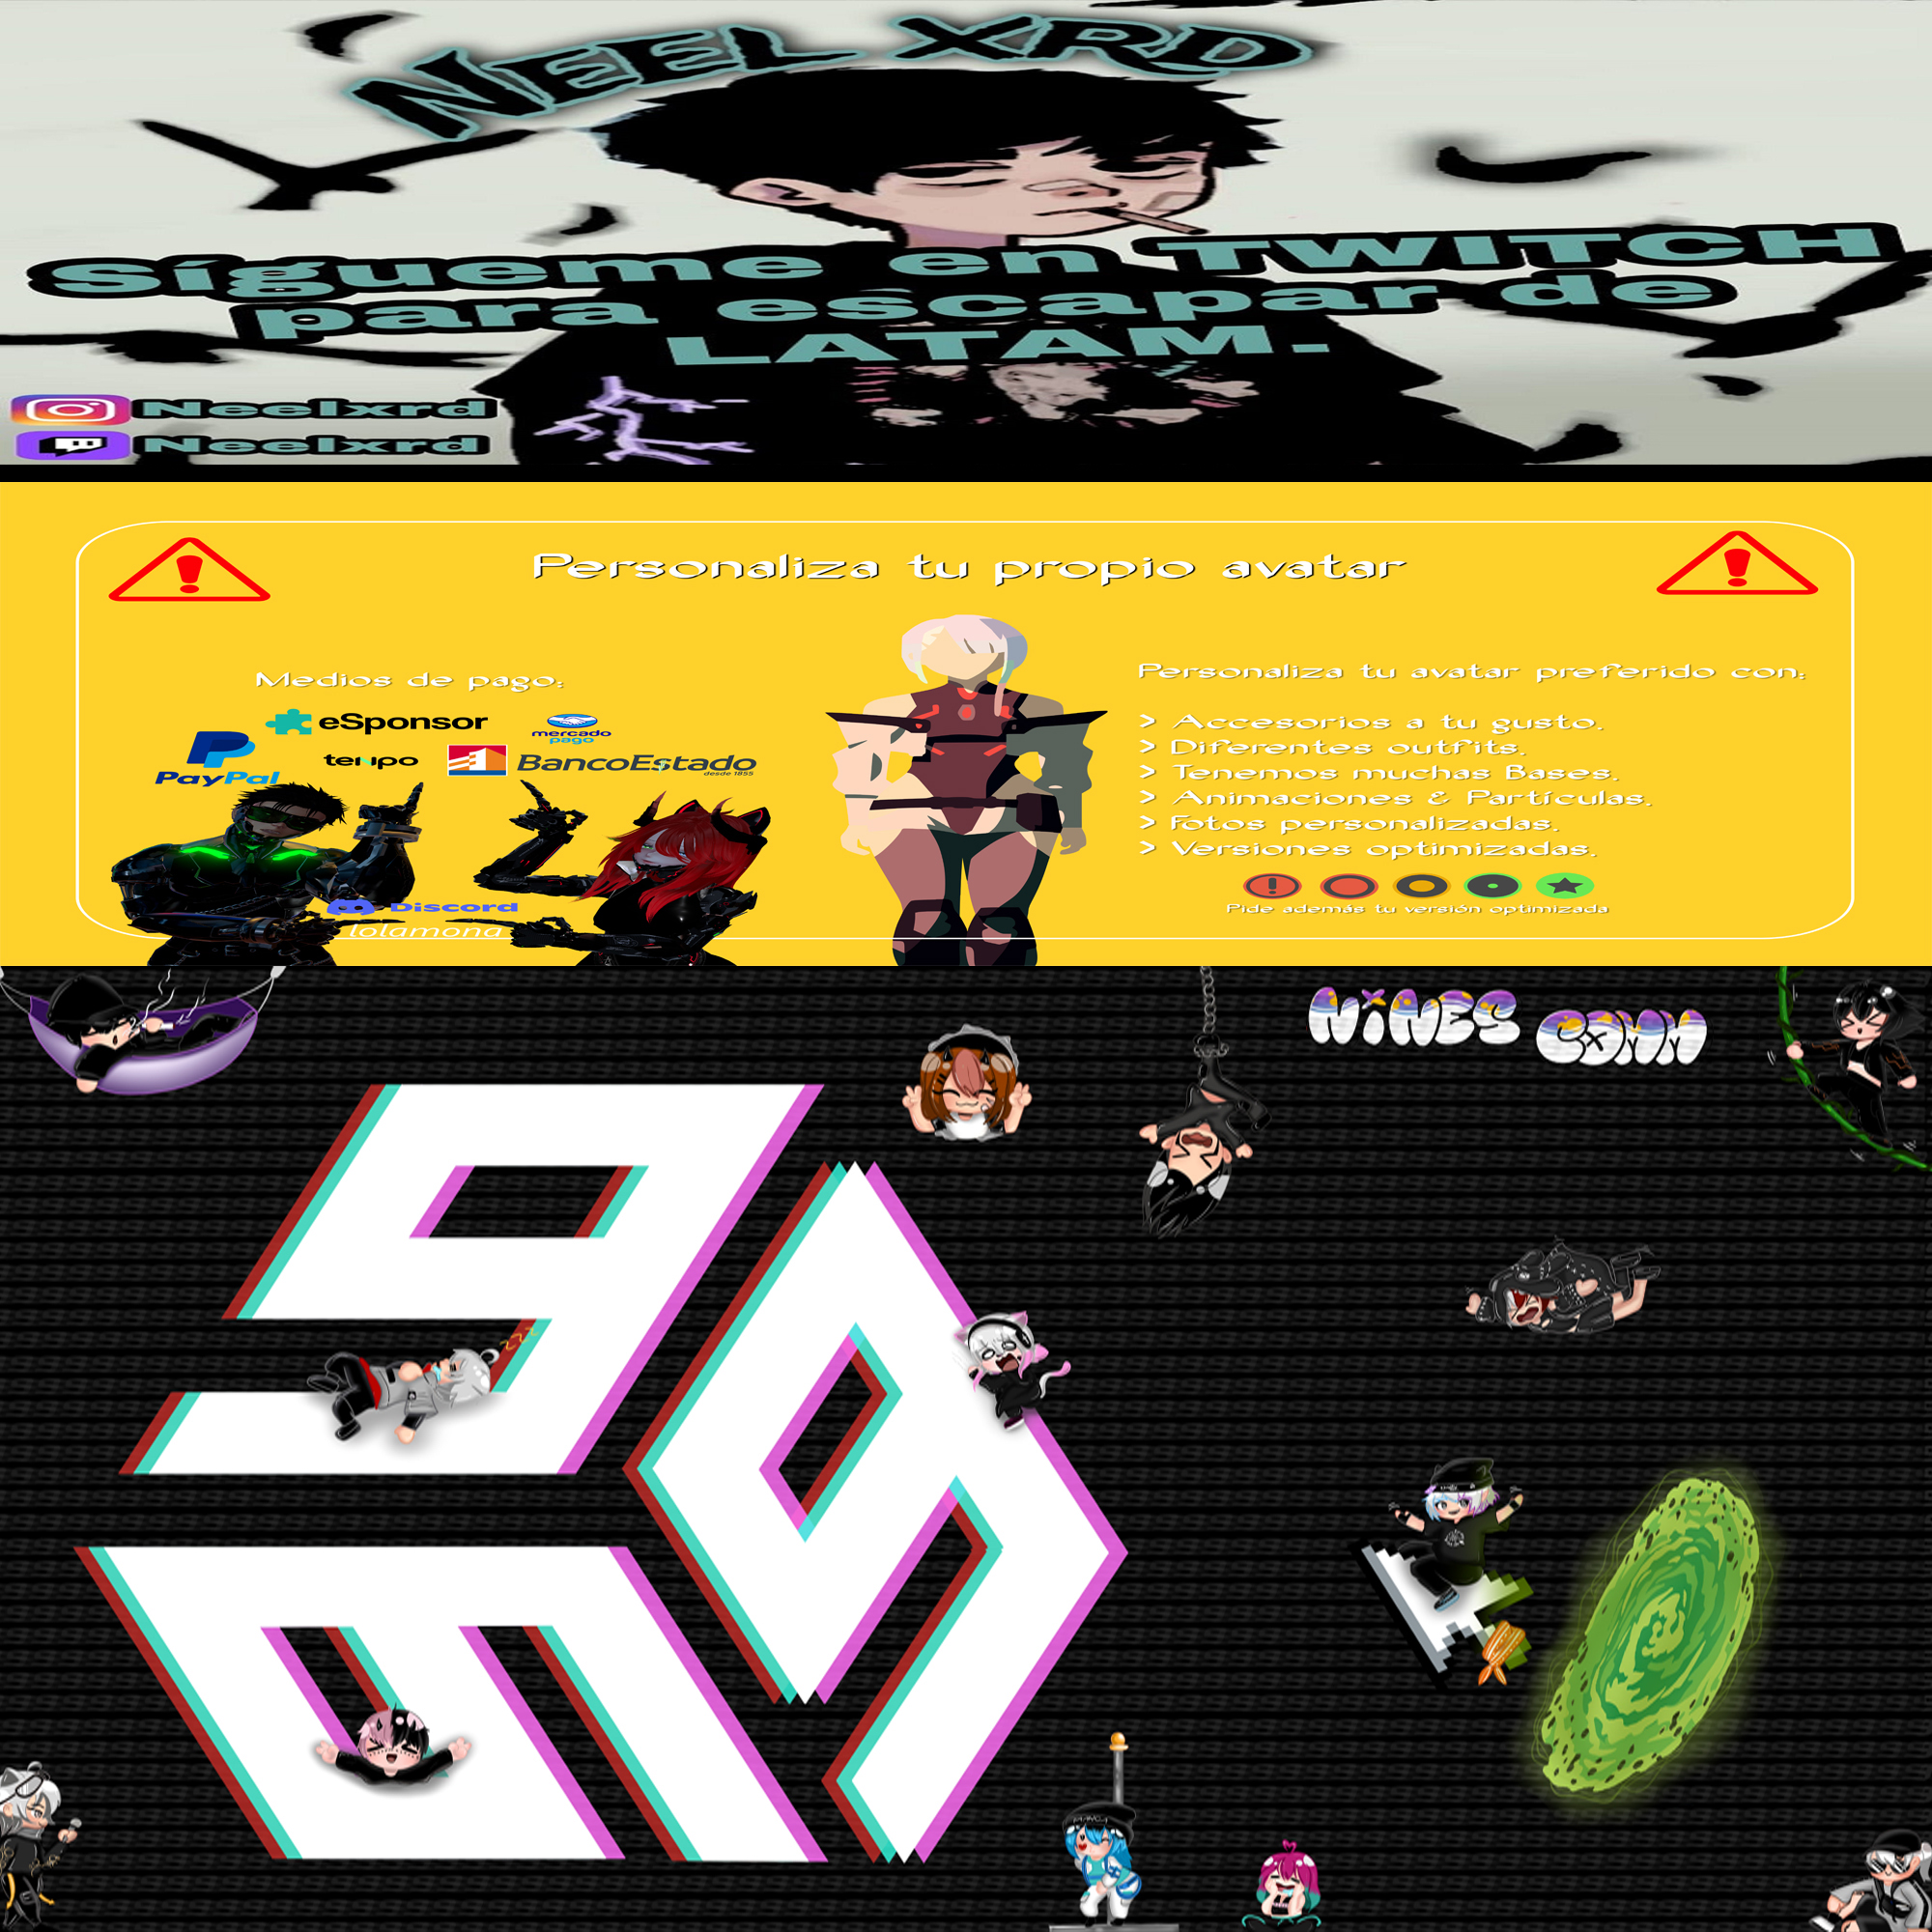 NEEL XRD
Sígueme en TWITCH
para escapar de
LATAM.
Neelxrd
Neelxrd
Personaliza tu propio avatar
Medios de pago:
eSponsor
mercado
pago
PayPal
tenpo
BancoEstado
desde 1855
Discord
lolamona
Personaliza tu avatar preferido con:
> Accesorios a tu gusto.
> Diferentes outfits.
> Tenemos muchas Bases.
> Animaciones & Partículas.
> Fotos personalizadas.
> Versiones optimizadas.
Pide además tu versión optimizada
NiNES COMM
zzz